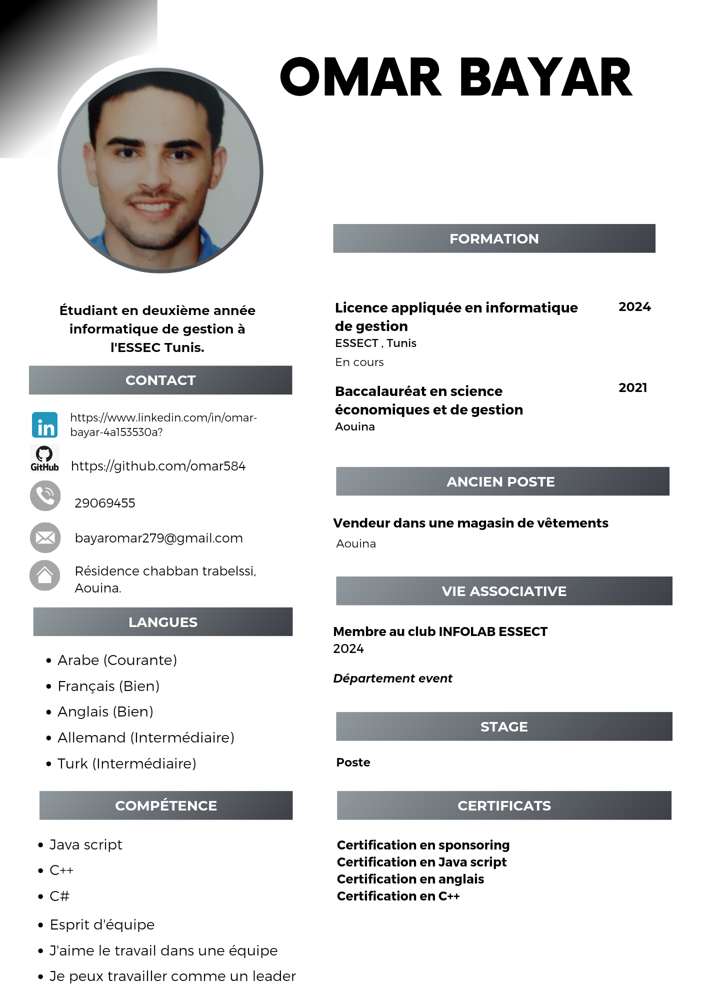 OMAR BAYAR
Étudiant en deuxième année
informatique de gestion à
l'ESSEC Tunis.
CONTACT
in
https://www.linkedin.com/in/omar-
bayar-4a153530a?
GitHub
https://github.com/omar584
29069455
bayaromar279@gmail.com
Résidence chabban trabelssi,
Aouina.
LANGUES
• Arabe (Courante)
• Français (Bien)
• Anglais (Bien)
• Allemand (Intermédiaire)
• Turk (Intermédiaire)
COMPÉTENCE
• Java script
• C++
• C#
• Esprit d'équipe
• J'aime le travail dans une équipe
• Je peux travailler comme un leader
FORMATION
Licence appliquée en informatique 2024
de gestion
ESSECT , Tunis
En cours
Baccalauréat en science 2021
économiques et de gestion
Aouina
ANCIEN POSTE
Vendeur dans une magasin de vêtements
Aouina
VIE ASSOCIATIVE
Membre au club INFOLAB ESSECT
2024
Département event
STAGE
Poste
CERTIFICATS
Certification en sponsoring
Certification en Java script
Certification en anglais
Certification en C++